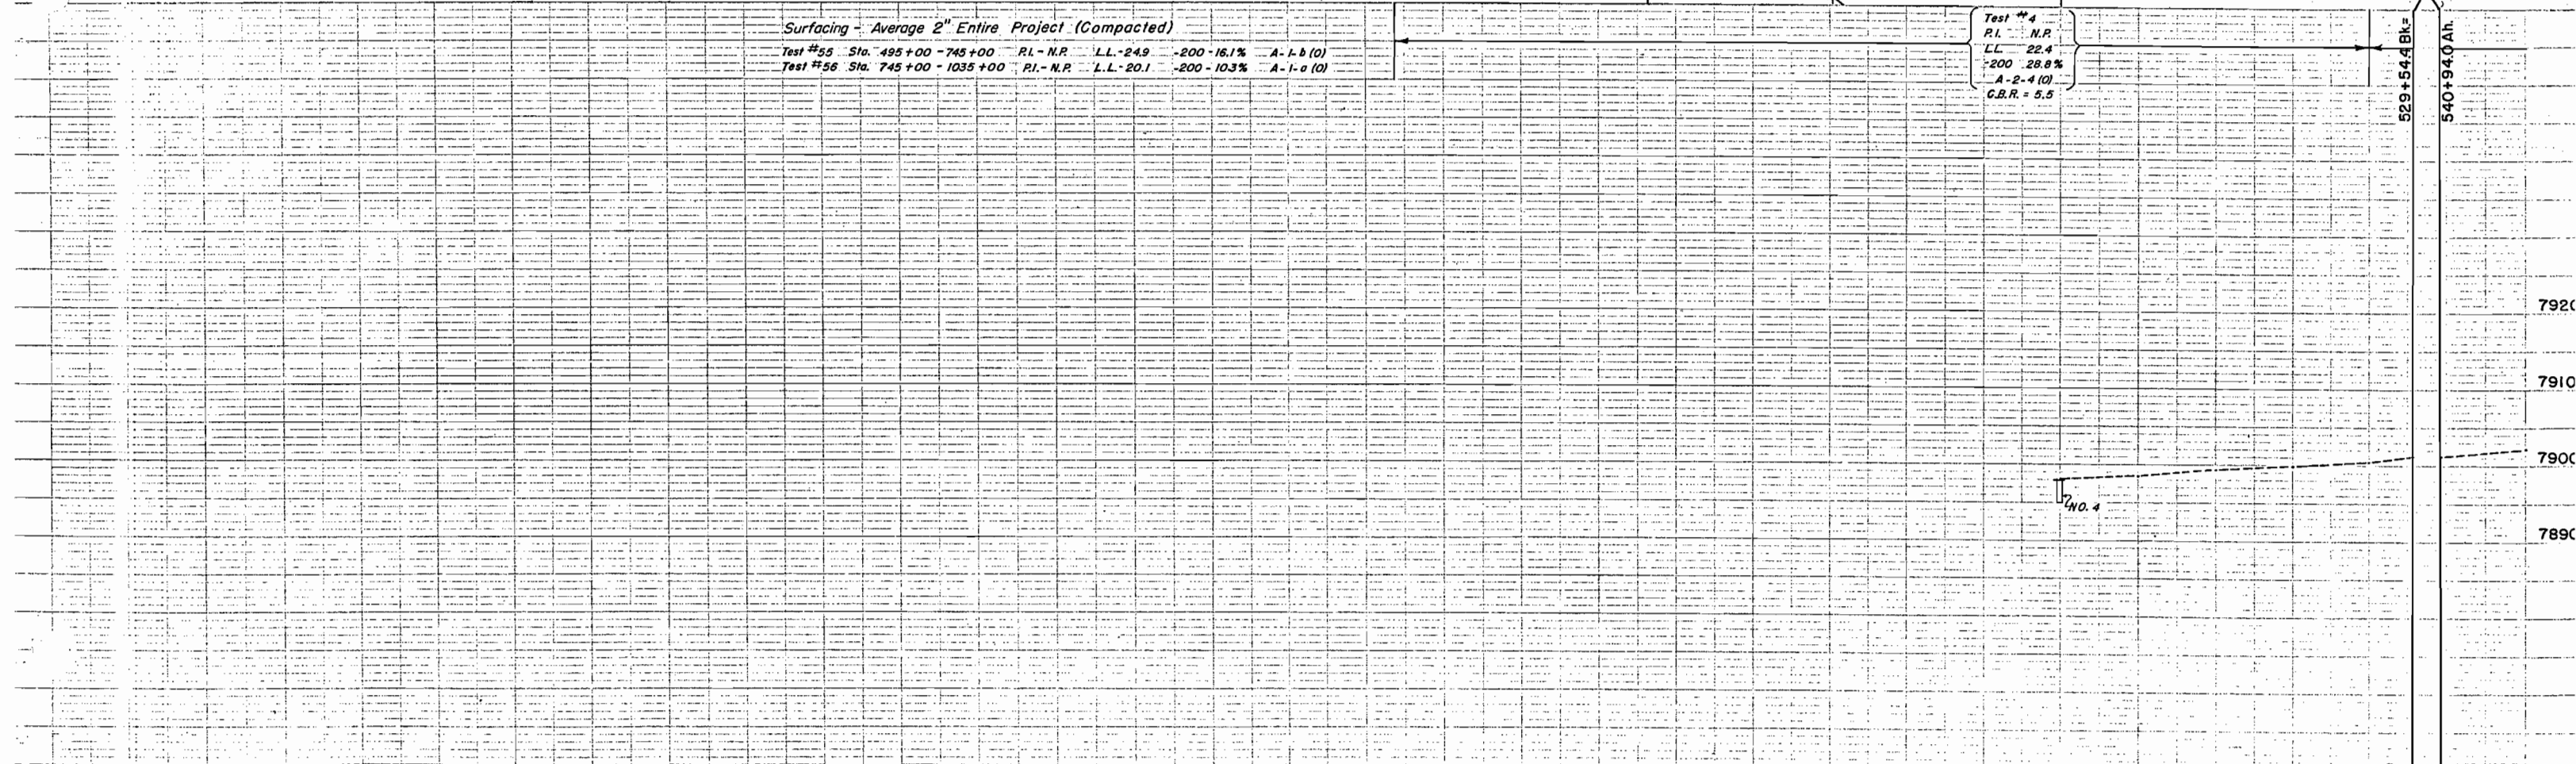 Surfacing - Average 2" Entire Project (Compacted)
Test #55 Sta. 495+00 - 745+00 P.I. - N.P. L.L. - 24.9 -200 - 16.1% A-1-b (0)
Test #56 Sta. 745+00 - 1035+00 P.I. - N.P. L.L. - 20.1 -200 - 10.3% A-1-a (0)
Test #4
P.I. N.P.
L.L. 22.4
-200 28.8%
A-2-4 (0)
C.B.R. = 5.5
529+54.4 Bk.=
540+94.0 Ah.
7920
7910
7900
7890
NO. 4